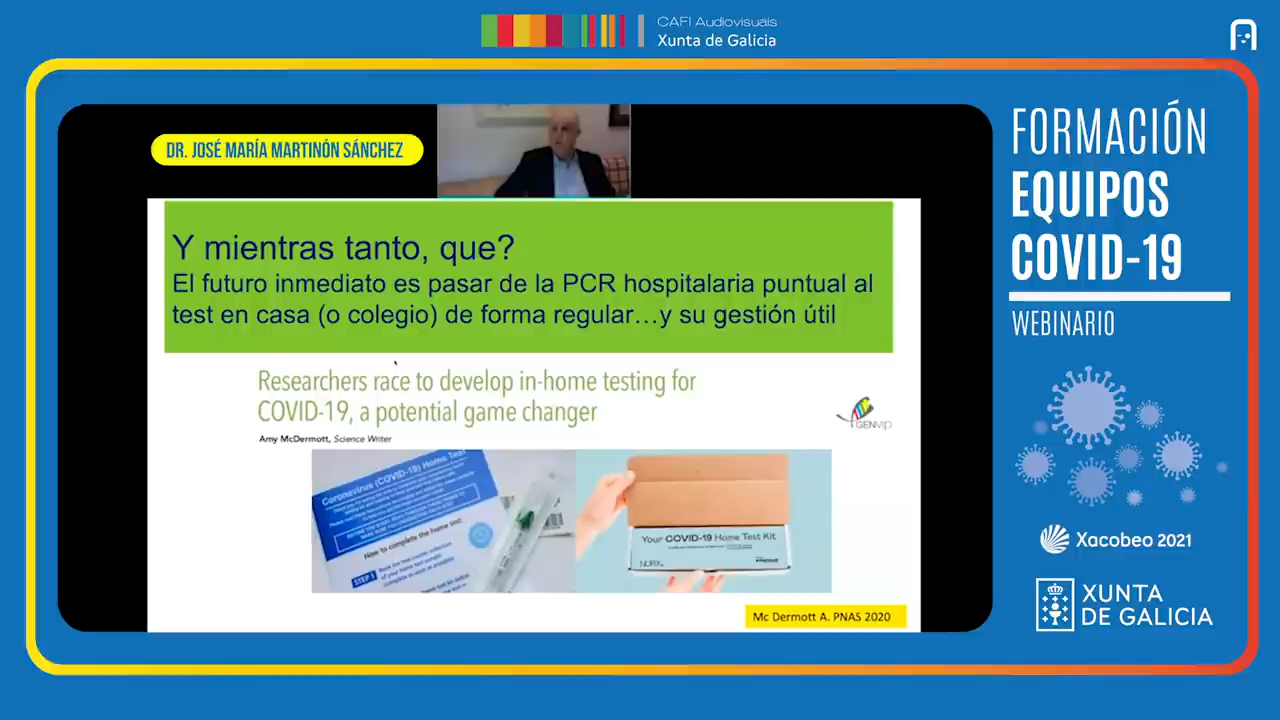 CAFI Audiovisuais
Xunta de Galicia
DR. JOSÉ MARÍA MARTINÓN SÁNCHEZ
FORMACIÓN
EQUIPOS
COVID-19
WEBINARIO
Y mientras tanto, que?
El futuro inmediato es pasar de la PCR hospitalaria puntual al
test en casa (o colegio) de forma regular...y su gestión útil
Researchers race to develop in-home testing for
COVID-19, a potential game changer
Amy McDermott, Science Writer
GENVIP
Coronavirus (COVID-19) Home Test
How to complete the home test
STEP 1
Your COVID-19 Home Test Kit
NURX
Mc Dermott A. PNAS 2020
Xacobeo 2021
XUNTA
DE GALICIA